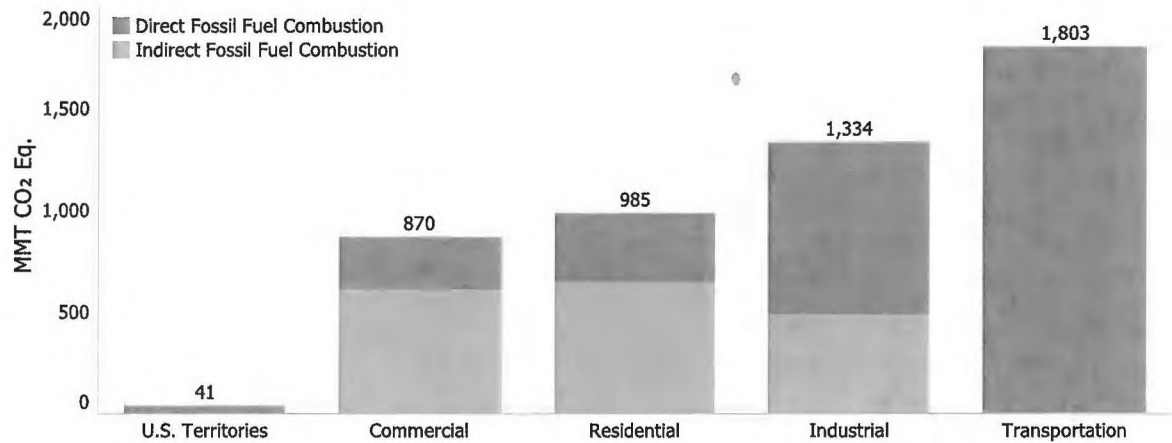 2,000
Direct Fossil Fuel Combustion
Indirect Fossil Fuel Combustion
1,803
1,500
1,334
MMT CO₂ Eq.
1,000
985
870
500
41
0
U.S. Territories
Commercial
Residential
Industrial
Transportation